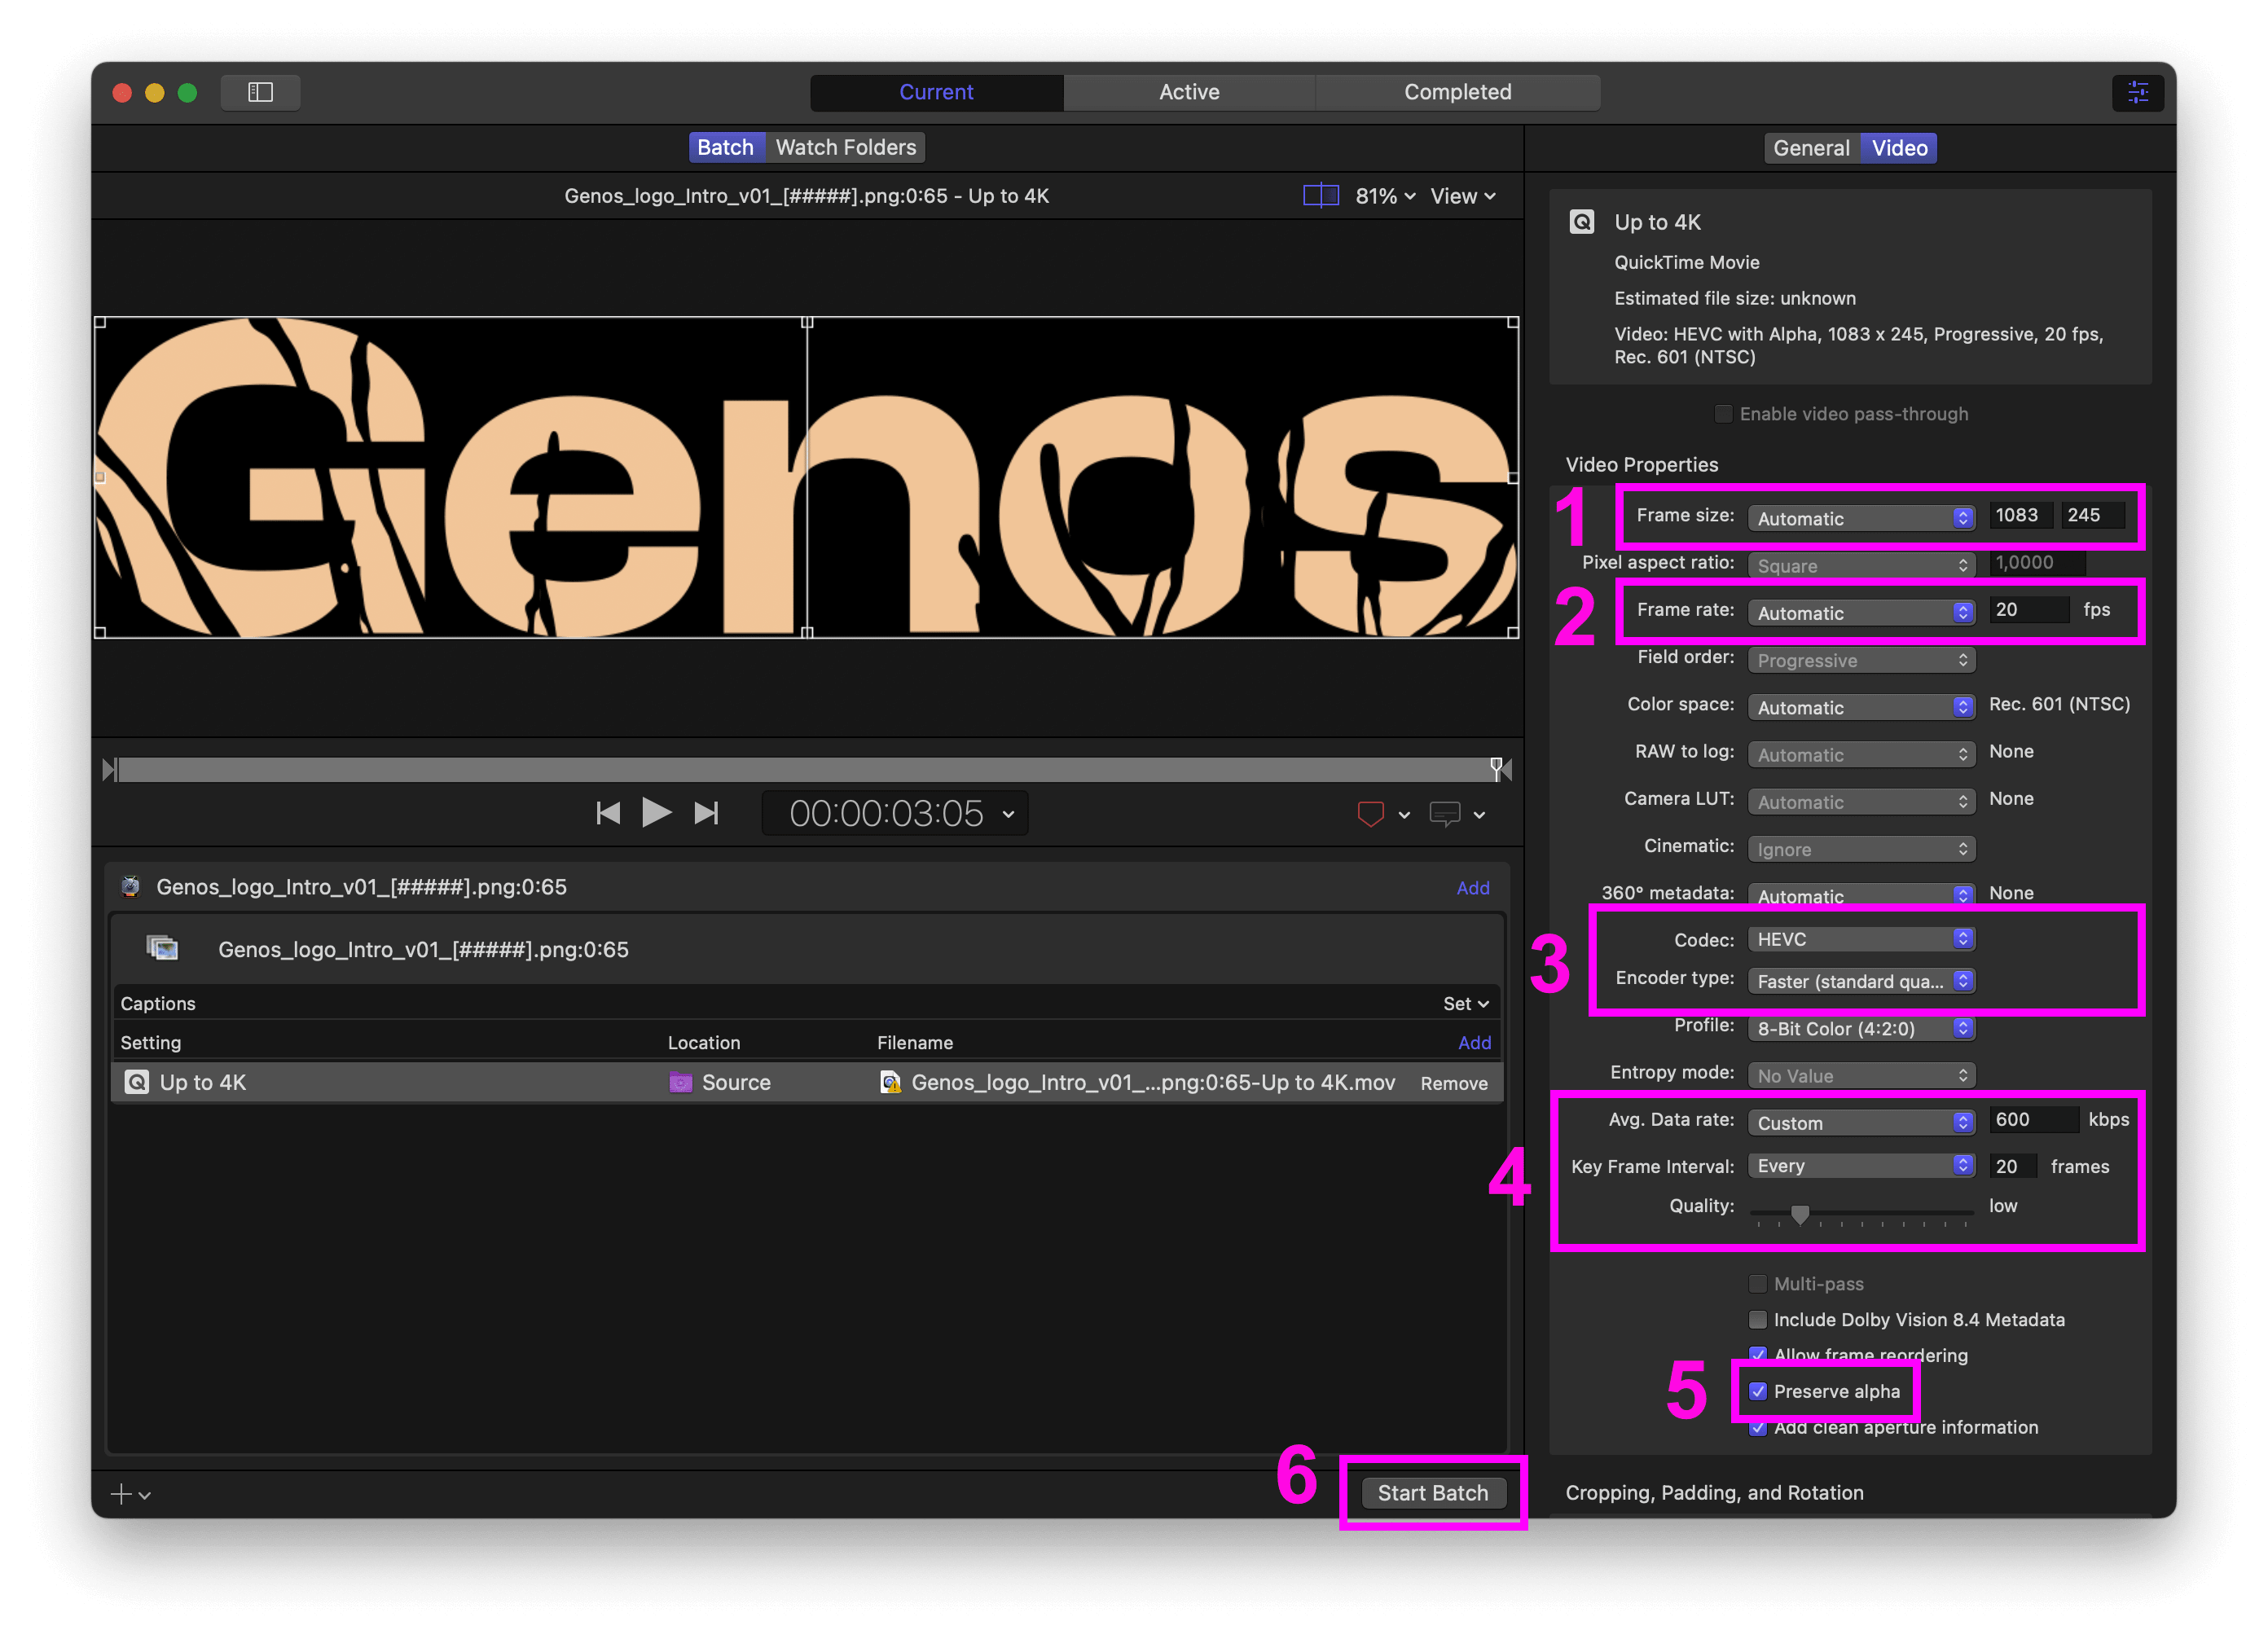 Current
Active
Completed
Batch
Watch Folders
General
Video
Genos_logo_Intro_v01_[#####].png:0:65 - Up to 4K
81%
View
Genos
00:00:03:05
Genos_logo_Intro_v01_[#####].png:0:65
Add
Genos_logo_Intro_v01_[#####].png:0:65
Captions
Set
Setting
Location
Filename
Add
Up to 4K
Source
Genos_logo_Intro_v01_...png:0:65-Up to 4K.mov
Remove
6
Start Batch
Up to 4K
QuickTime Movie
Estimated file size: unknown
Video: HEVC with Alpha, 1083 x 245, Progressive, 20 fps,
Rec. 601 (NTSC)
Enable video pass-through
Video Properties
1
Frame size: Automatic 1083 245
Pixel aspect ratio: Square 1,0000
2
Frame rate: Automatic 20 fps
Field order: Progressive
Color space: Automatic Rec. 601 (NTSC)
RAW to log: Automatic None
Camera LUT: Automatic None
Cinematic: Ignore
360° metadata: Automatic None
3
Codec: HEVC
Encoder type: Faster (standard qua...
Profile: 8-Bit Color (4:2:0)
Entropy mode: No Value
4
Avg. Data rate: Custom 600 kbps
Key Frame Interval: Every 20 frames
Quality: low
Multi-pass
Include Dolby Vision 8.4 Metadata
Allow frame reordering
5
Preserve alpha
Add clean aperture information
Cropping, Padding, and Rotation